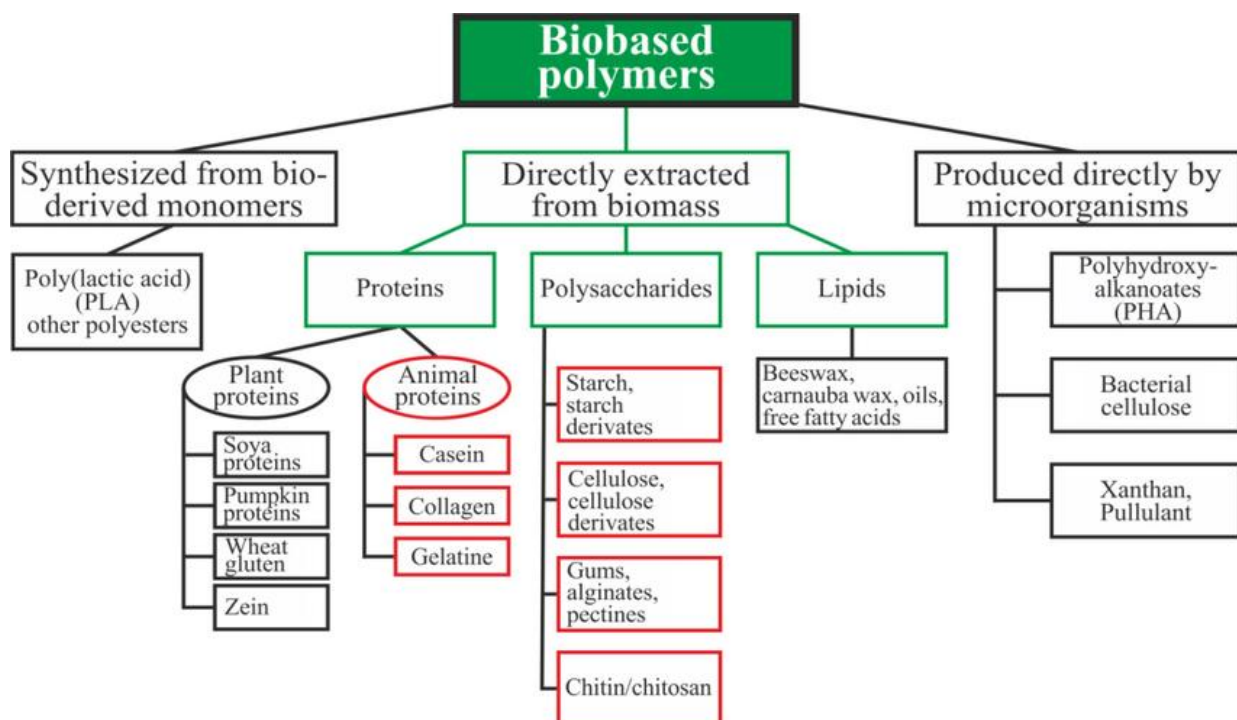 Biobased
polymers
Synthesized from bio-
derived monomers
Directly extracted
from biomass
Produced directly by
microorganisms
Poly(lactic acid)
(PLA)
other polyesters
Proteins
Polysaccharides
Lipids
Polyhydroxy-
alkanoates
(PHA)
Plant
proteins
Animal
proteins
Starch,
starch
derivates
Beeswax,
carnauba wax, oils,
free fatty acids
Bacterial
cellulose
Soya
proteins
Casein
Cellulose,
cellulose
derivates
Xanthan,
Pullulant
Pumpkin
proteins
Collagen
Wheat
gluten
Gelatine
Gums,
alginates,
pectines
Zein
Chitin/chitosan